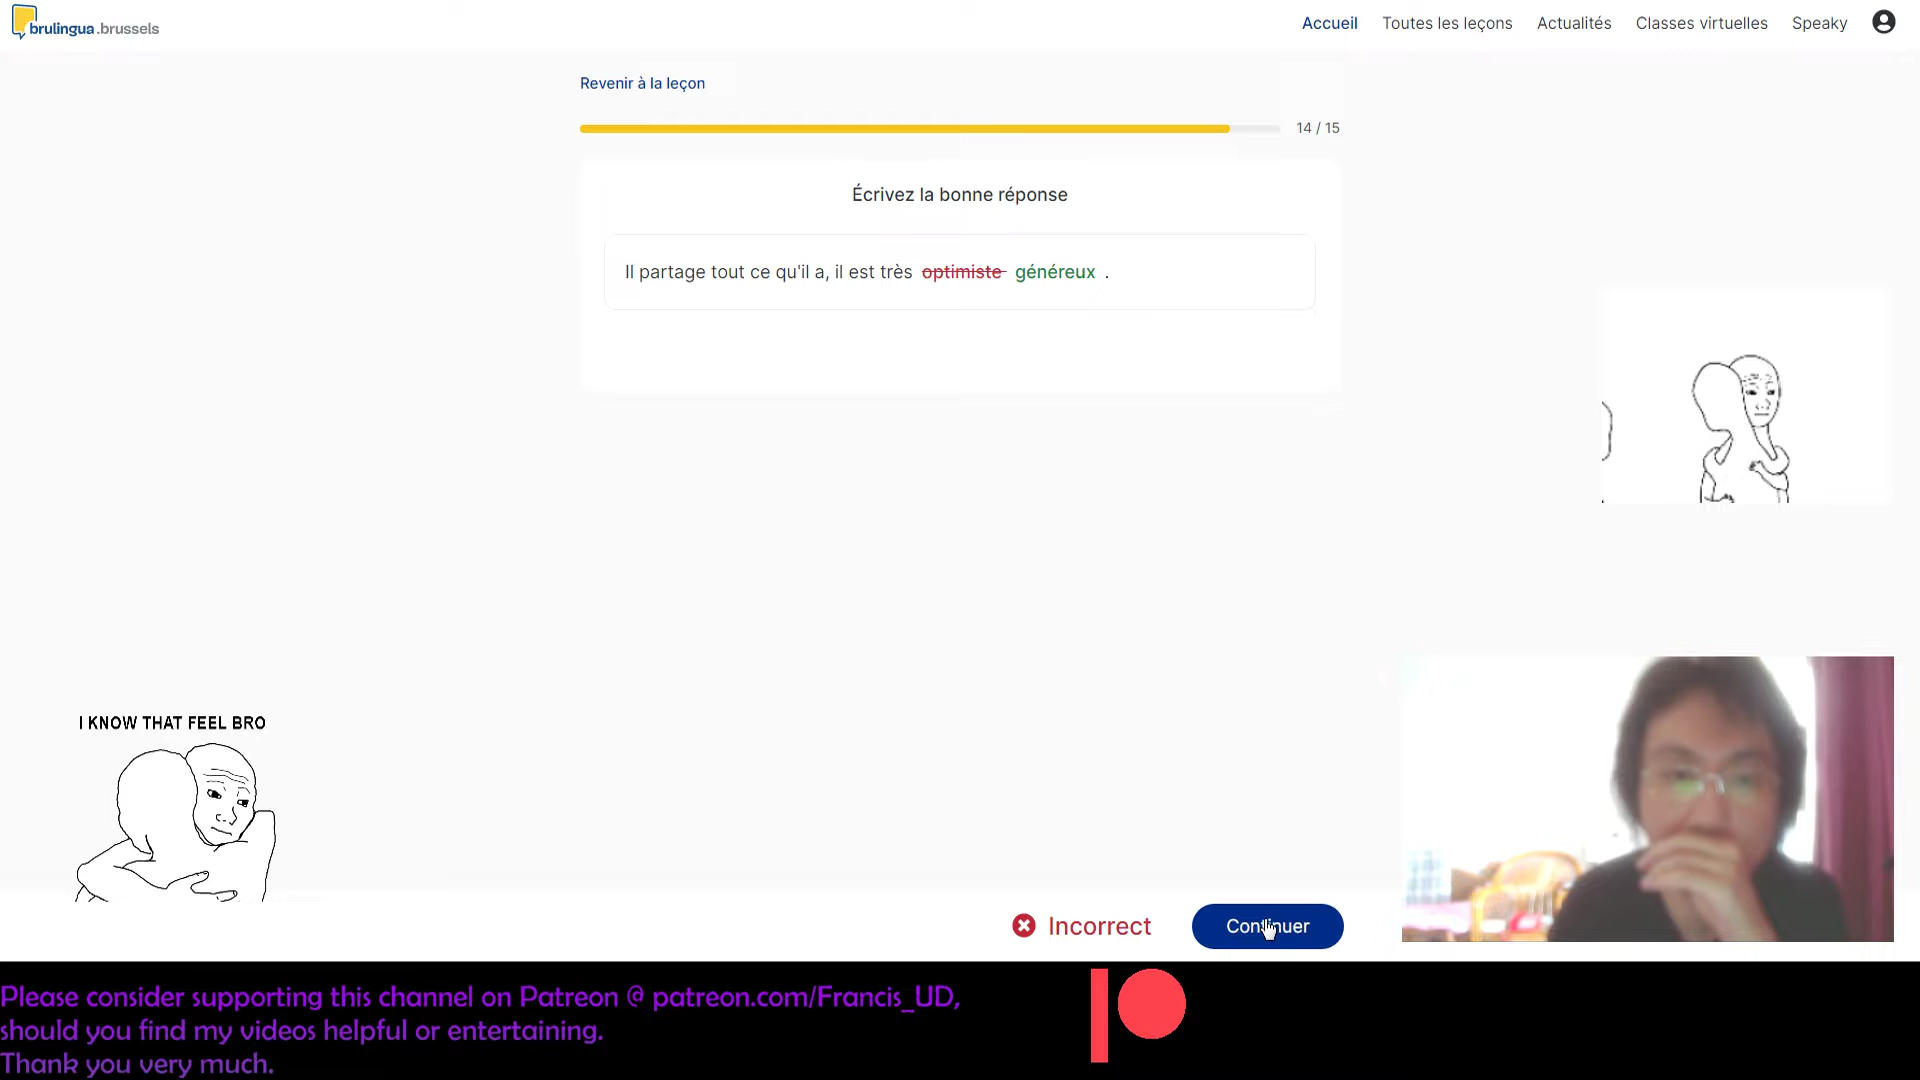 brulingua.brussels
Accueil
Toutes les leçons
Actualités
Classes virtuelles
Speaky
Revenir à la leçon
14 / 15
Écrivez la bonne réponse
Il partage tout ce qu'il a, il est très optimiste généreux .
I KNOW THAT FEEL BRO
Incorrect
Continuer
Please consider supporting this channel on Patreon @ patreon.com/Francis_UD,
should you find my videos helpful or entertaining.
Thank you very much.